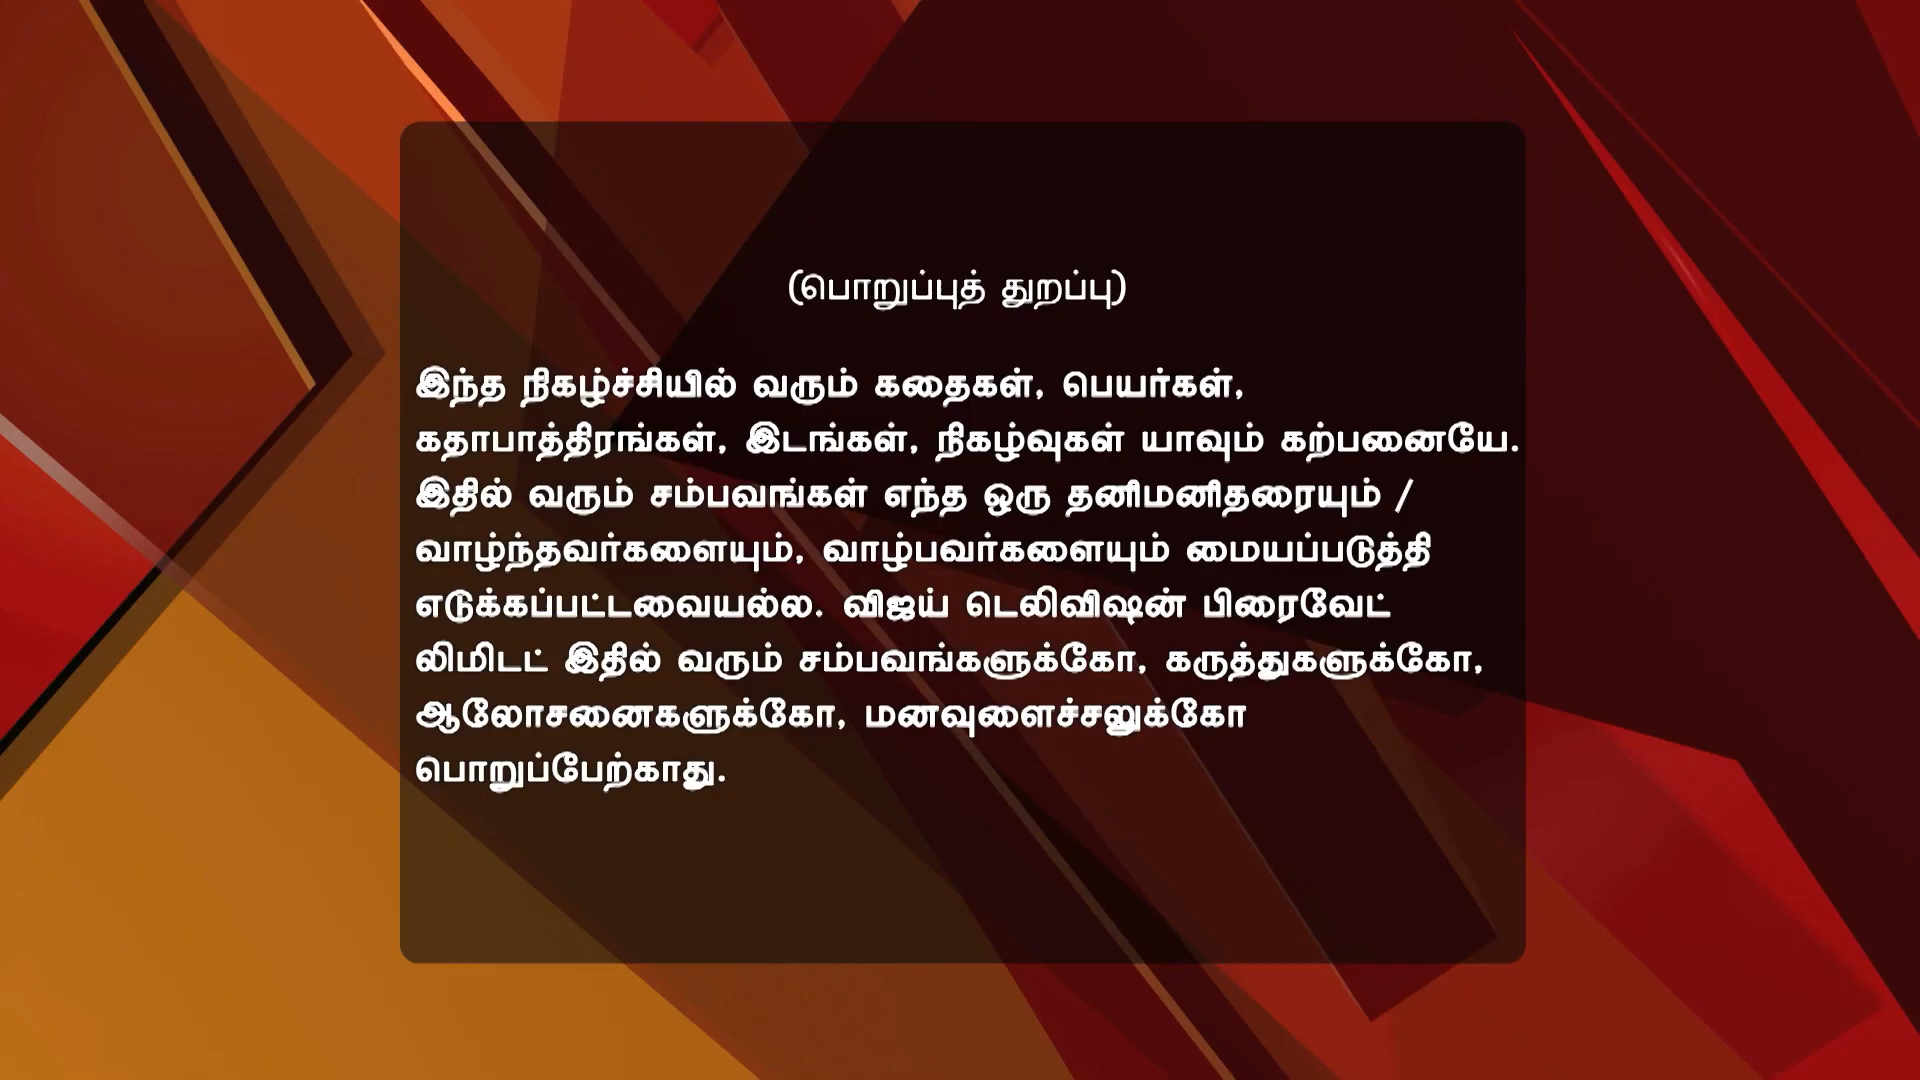 (பொறுப்புத் துறப்பு)
இந்த நிகழ்ச்சியில் வரும் கதைகள், பெயர்கள்,
கதாபாத்திரங்கள், இடங்கள், நிகழ்வுகள் யாவும் கற்பனையே.
இதில் வரும் சம்பவங்கள் எந்த ஒரு தனிமனிதரையும் /
வாழ்ந்தவர்களையும், வாழ்பவர்களையும் மையப்படுத்தி
எடுக்கப்பட்டவையல்ல. விஜய் டெலிவிஷன் பிரைவேட்
லிமிடட் இதில் வரும் சம்பவங்களுக்கோ, கருத்துகளுக்கோ,
ஆலோசனைகளுக்கோ, மனவுளைச்சலுக்கோ
பொறுப்பேற்காது.